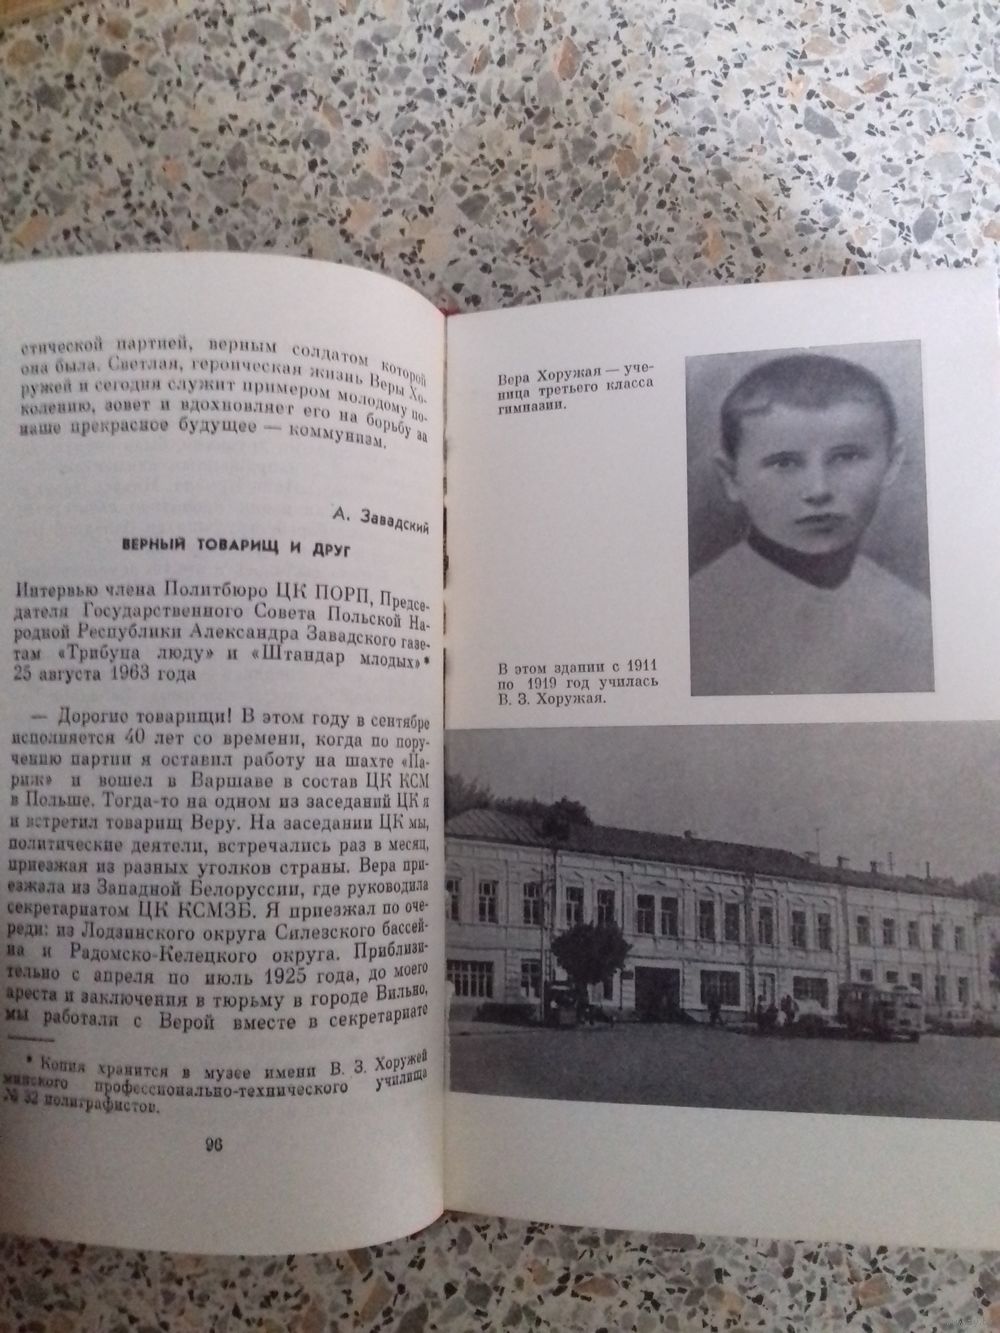 стической партией, верным солдатом которой
она была. Светлая, героическая жизнь Веры Хо-
ружей и сегодня служит примером молодому по-
колению, зовет и вдохновляет его на борьбу за
наше прекрасное будущее — коммунизм.
А. Завадский
ВЕРНЫЙ ТОВАРИЩ И ДРУГ
Интервью члена Политбюро ЦК ПОРП, Предсе-
дателя Государственного Совета Польской На-
родной Республики Александра Завадского газе-
там «Трибуна люду» и «Штандар млодых»*
25 августа 1963 года
— Дорогие товарищи! В этом году в сентябре
исполняется 40 лет со времени, когда по пору-
чению партии я оставил работу на шахте «Па-
риж» и вошел в Варшаве в состав ЦК КСМ
в Польше. Тогда-то на одном из заседаний ЦК я
и встретил товарищ Веру. На заседании ЦК мы,
политические деятели, встречались раз в месяц,
приезжая из разных уголков страны. Вера при-
езжала из Западной Белоруссии, где руководила
секретариатом ЦК КСМЗБ. Я приезжал по оче-
реди: из Лодзинского округа Силезского бассей-
на и Радомско-Келецкого округа. Приблизи-
тельно с апреля по июль 1925 года, до моего
ареста и заключения в тюрьму в городе Вильно,
мы работали с Верой вместе в секретариате
* Копия хранится в музее имени В. З. Хоружей
минского профессионально-технического училища
№ 32 полиграфистов.
96
Вера Хоружая — уче-
ница третьего класса
гимназии.
В этом здании с 1911
по 1919 год училась
В. З. Хоружая.